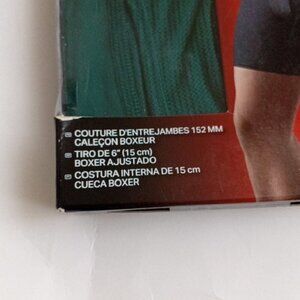 COUTURE D'ENTREJAMBES 152 MM
CALEÇON BOXEUR
TIRO DE 6" (15 cm)
BOXER AJUSTADO
COSTURA INTERNA DE 15 cm
CUECA BOXER